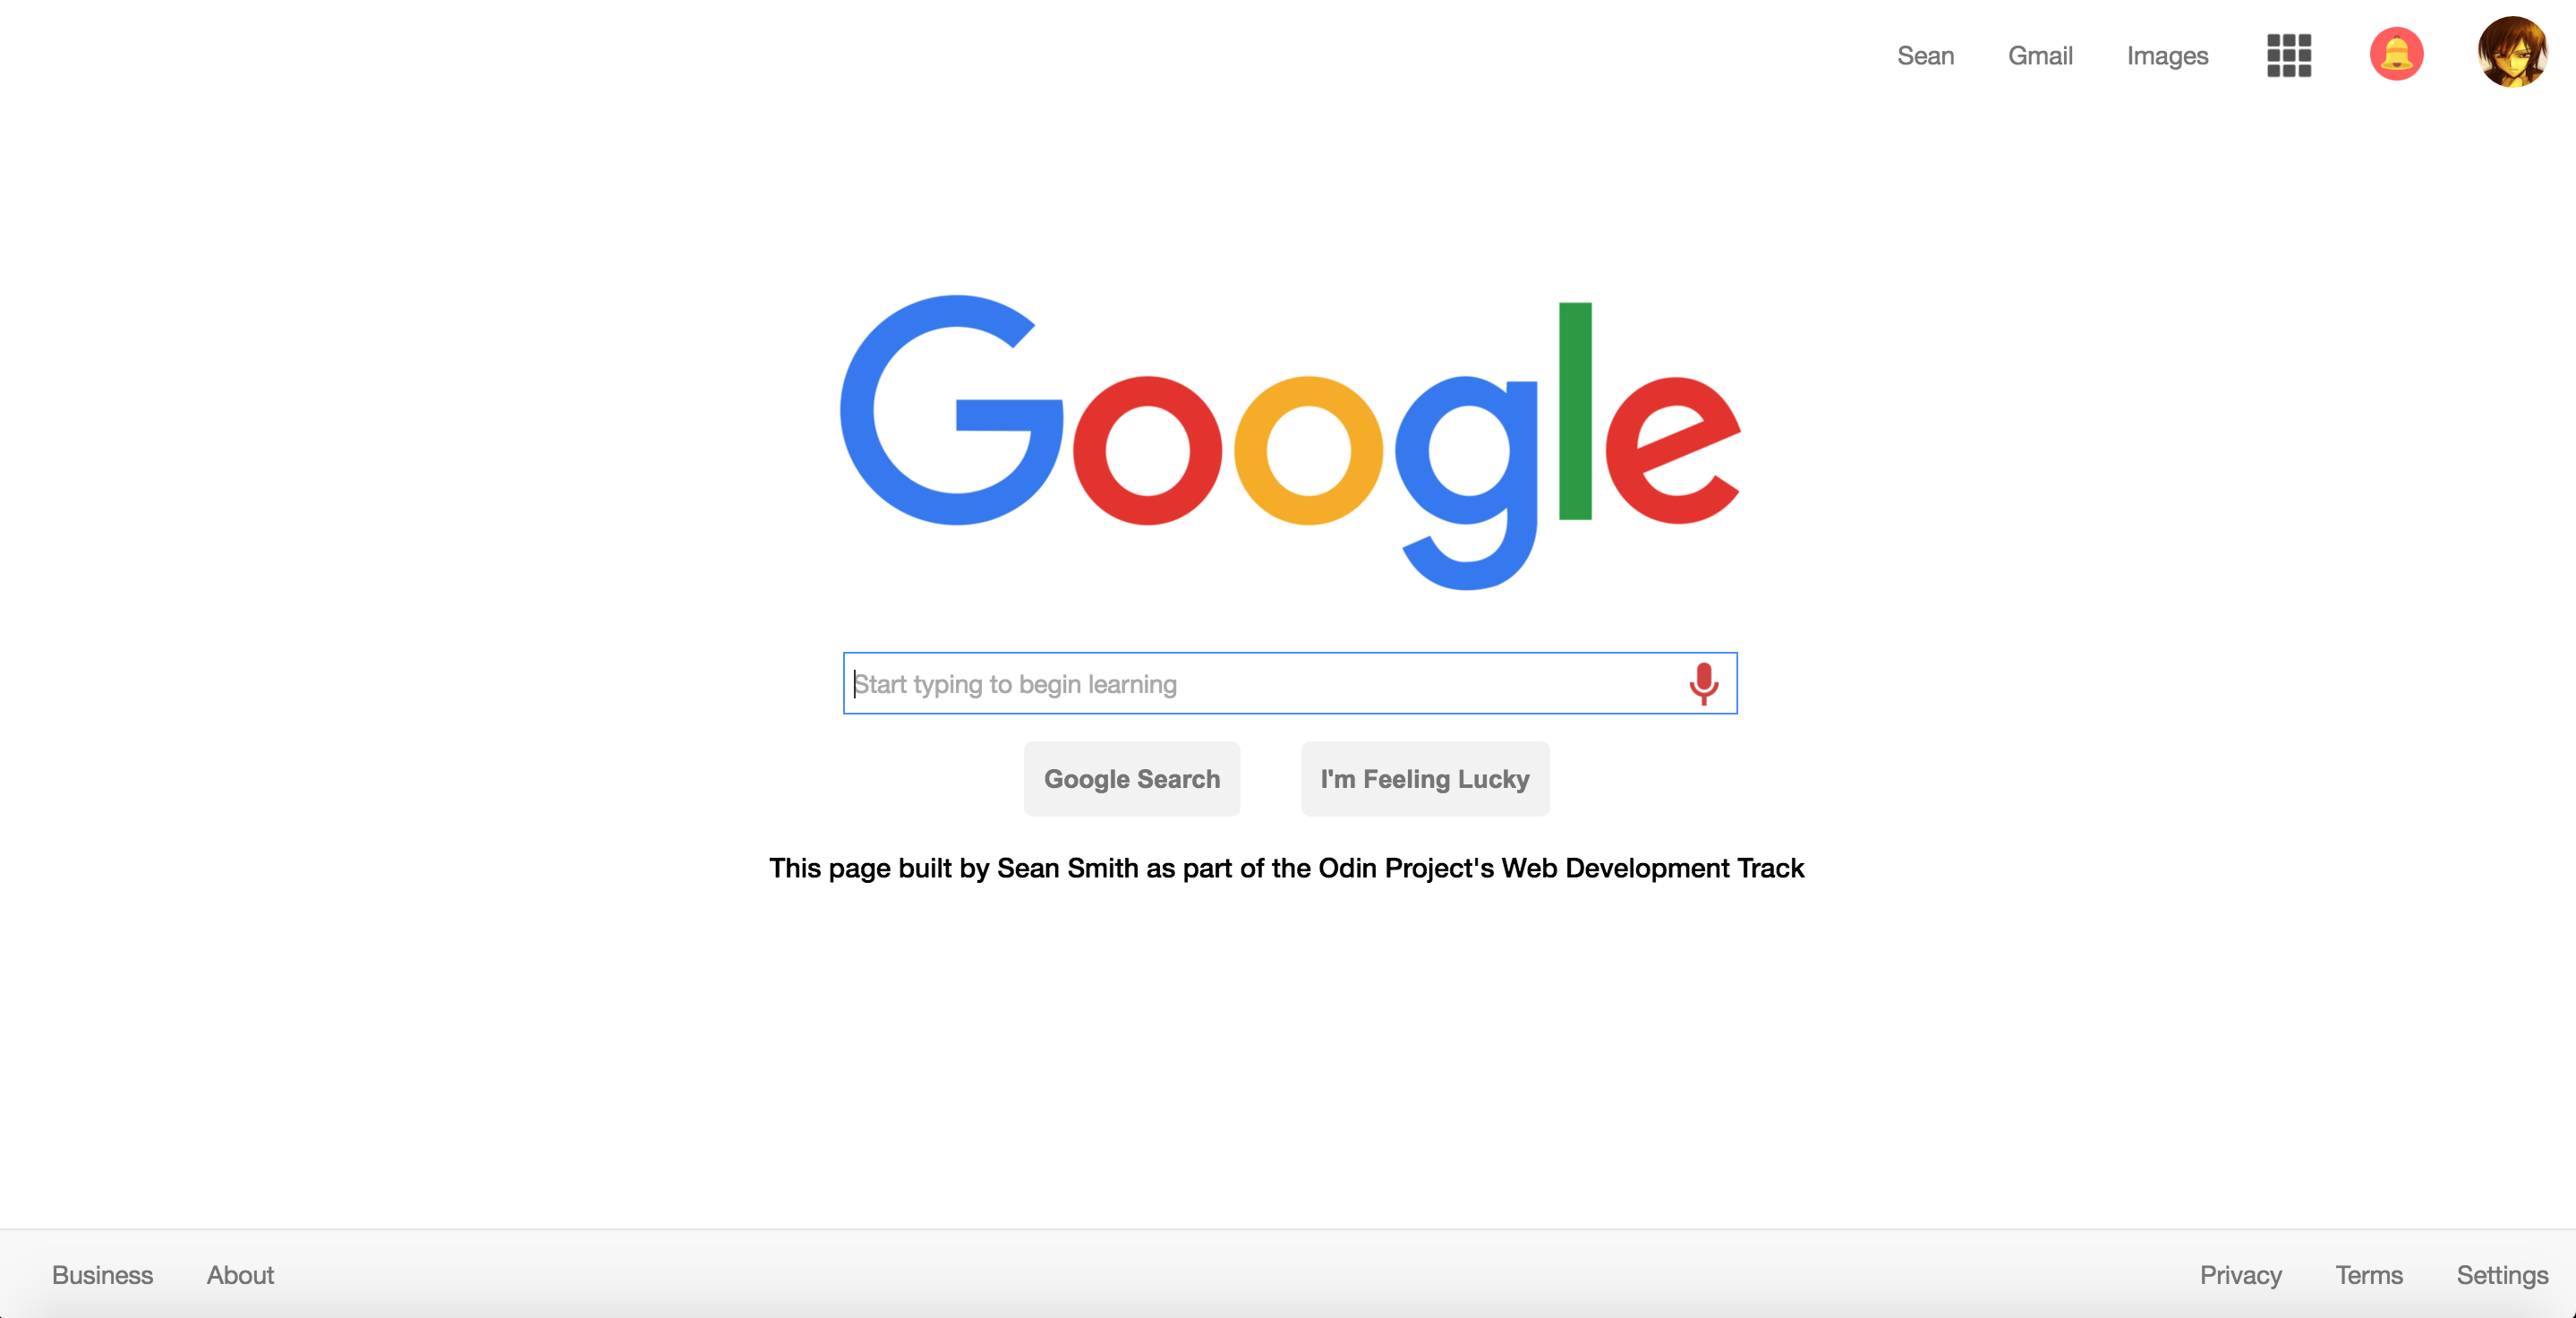 Sean Gmail Images
Google
Start typing to begin learning
Google Search I'm Feeling Lucky
This page built by Sean Smith as part of the Odin Project's Web Development Track
Business About Privacy Terms Settings